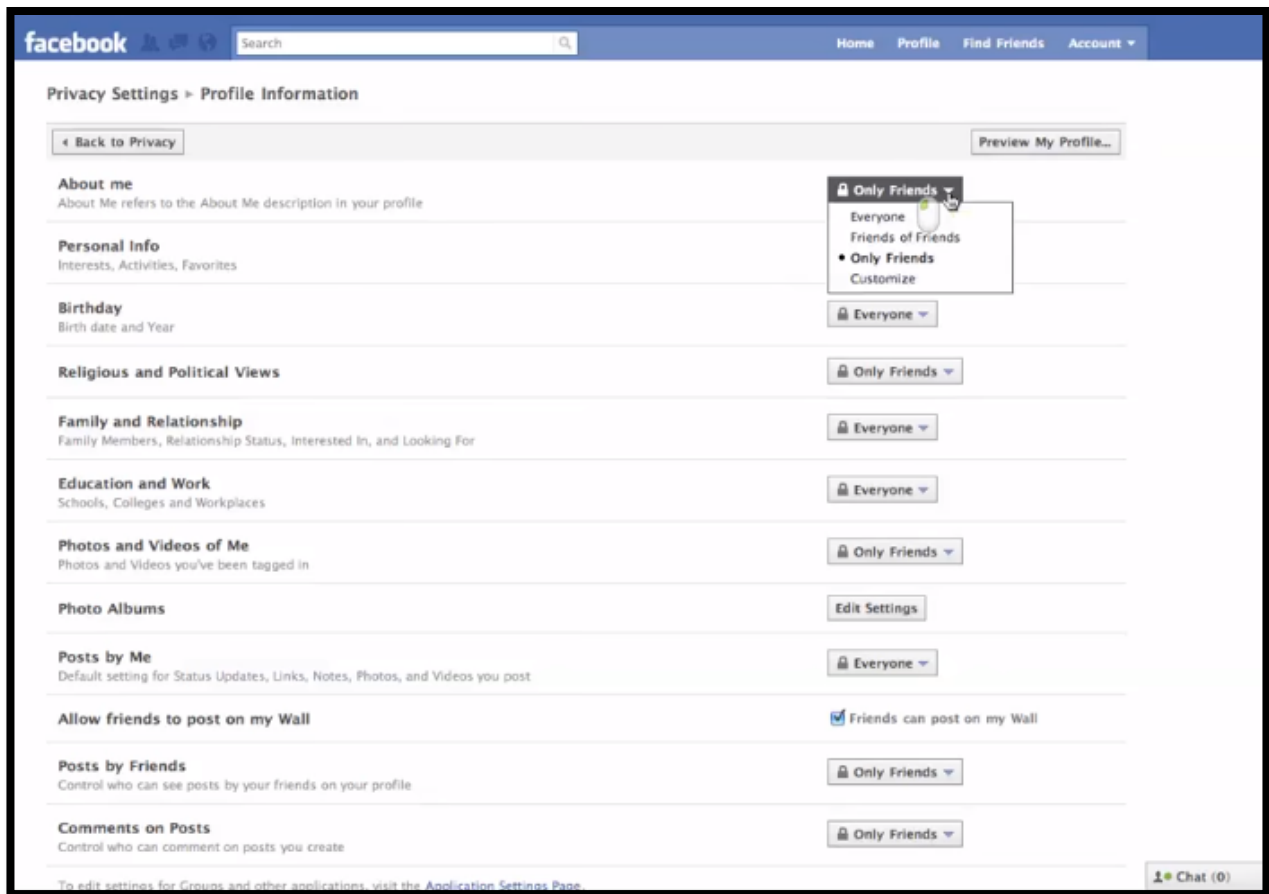 facebook
Search
Home Profile Find Friends Account
Privacy Settings ▸ Profile Information
Back to Privacy
Preview My Profile...
About me
About Me refers to the About Me description in your profile
Only Friends
Everyone
Friends of Friends
• Only Friends
Customize
Personal Info
Interests, Activities, Favorites
Birthday
Birth date and Year
Everyone
Religious and Political Views
Only Friends
Family and Relationship
Family Members, Relationship Status, Interested In, and Looking For
Everyone
Education and Work
Schools, Colleges and Workplaces
Everyone
Photos and Videos of Me
Photos and Videos you've been tagged in
Only Friends
Photo Albums
Edit Settings
Posts by Me
Default setting for Status Updates, Links, Notes, Photos, and Videos you post
Everyone
Allow friends to post on my Wall
Friends can post on my Wall
Posts by Friends
Control who can see posts by your friends on your profile
Only Friends
Comments on Posts
Control who can comment on posts you create
Only Friends
To edit settings for Groups and other applications, visit the Application Settings Page.
Chat (0)